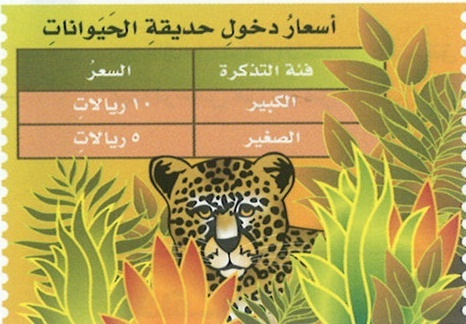 أسعارُ دخولِ حديقةِ الحَيَواناتِ
فئة التذكرة السعرُ
الكبير ١٠ ريالاتٍ
الصغير ٥ ريالاتٍ